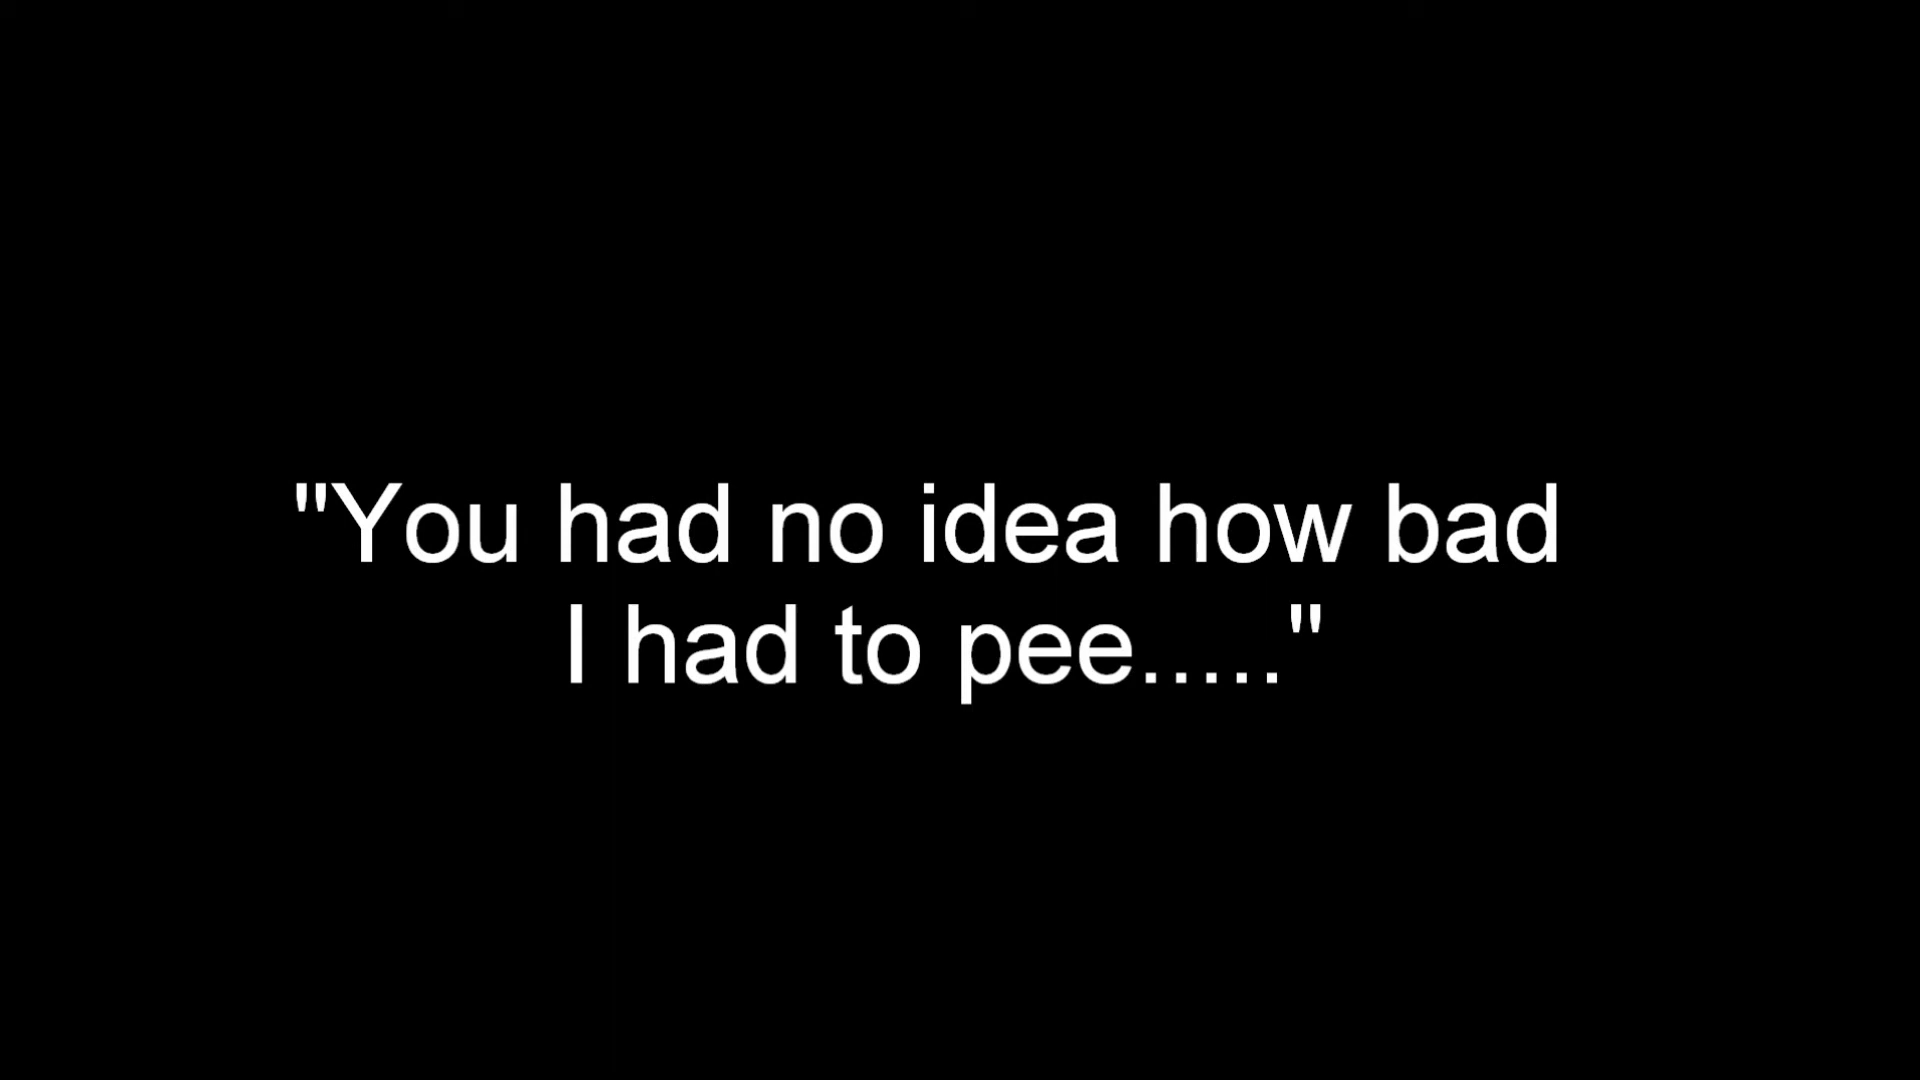 "You had no idea how bad
I had to pee....."